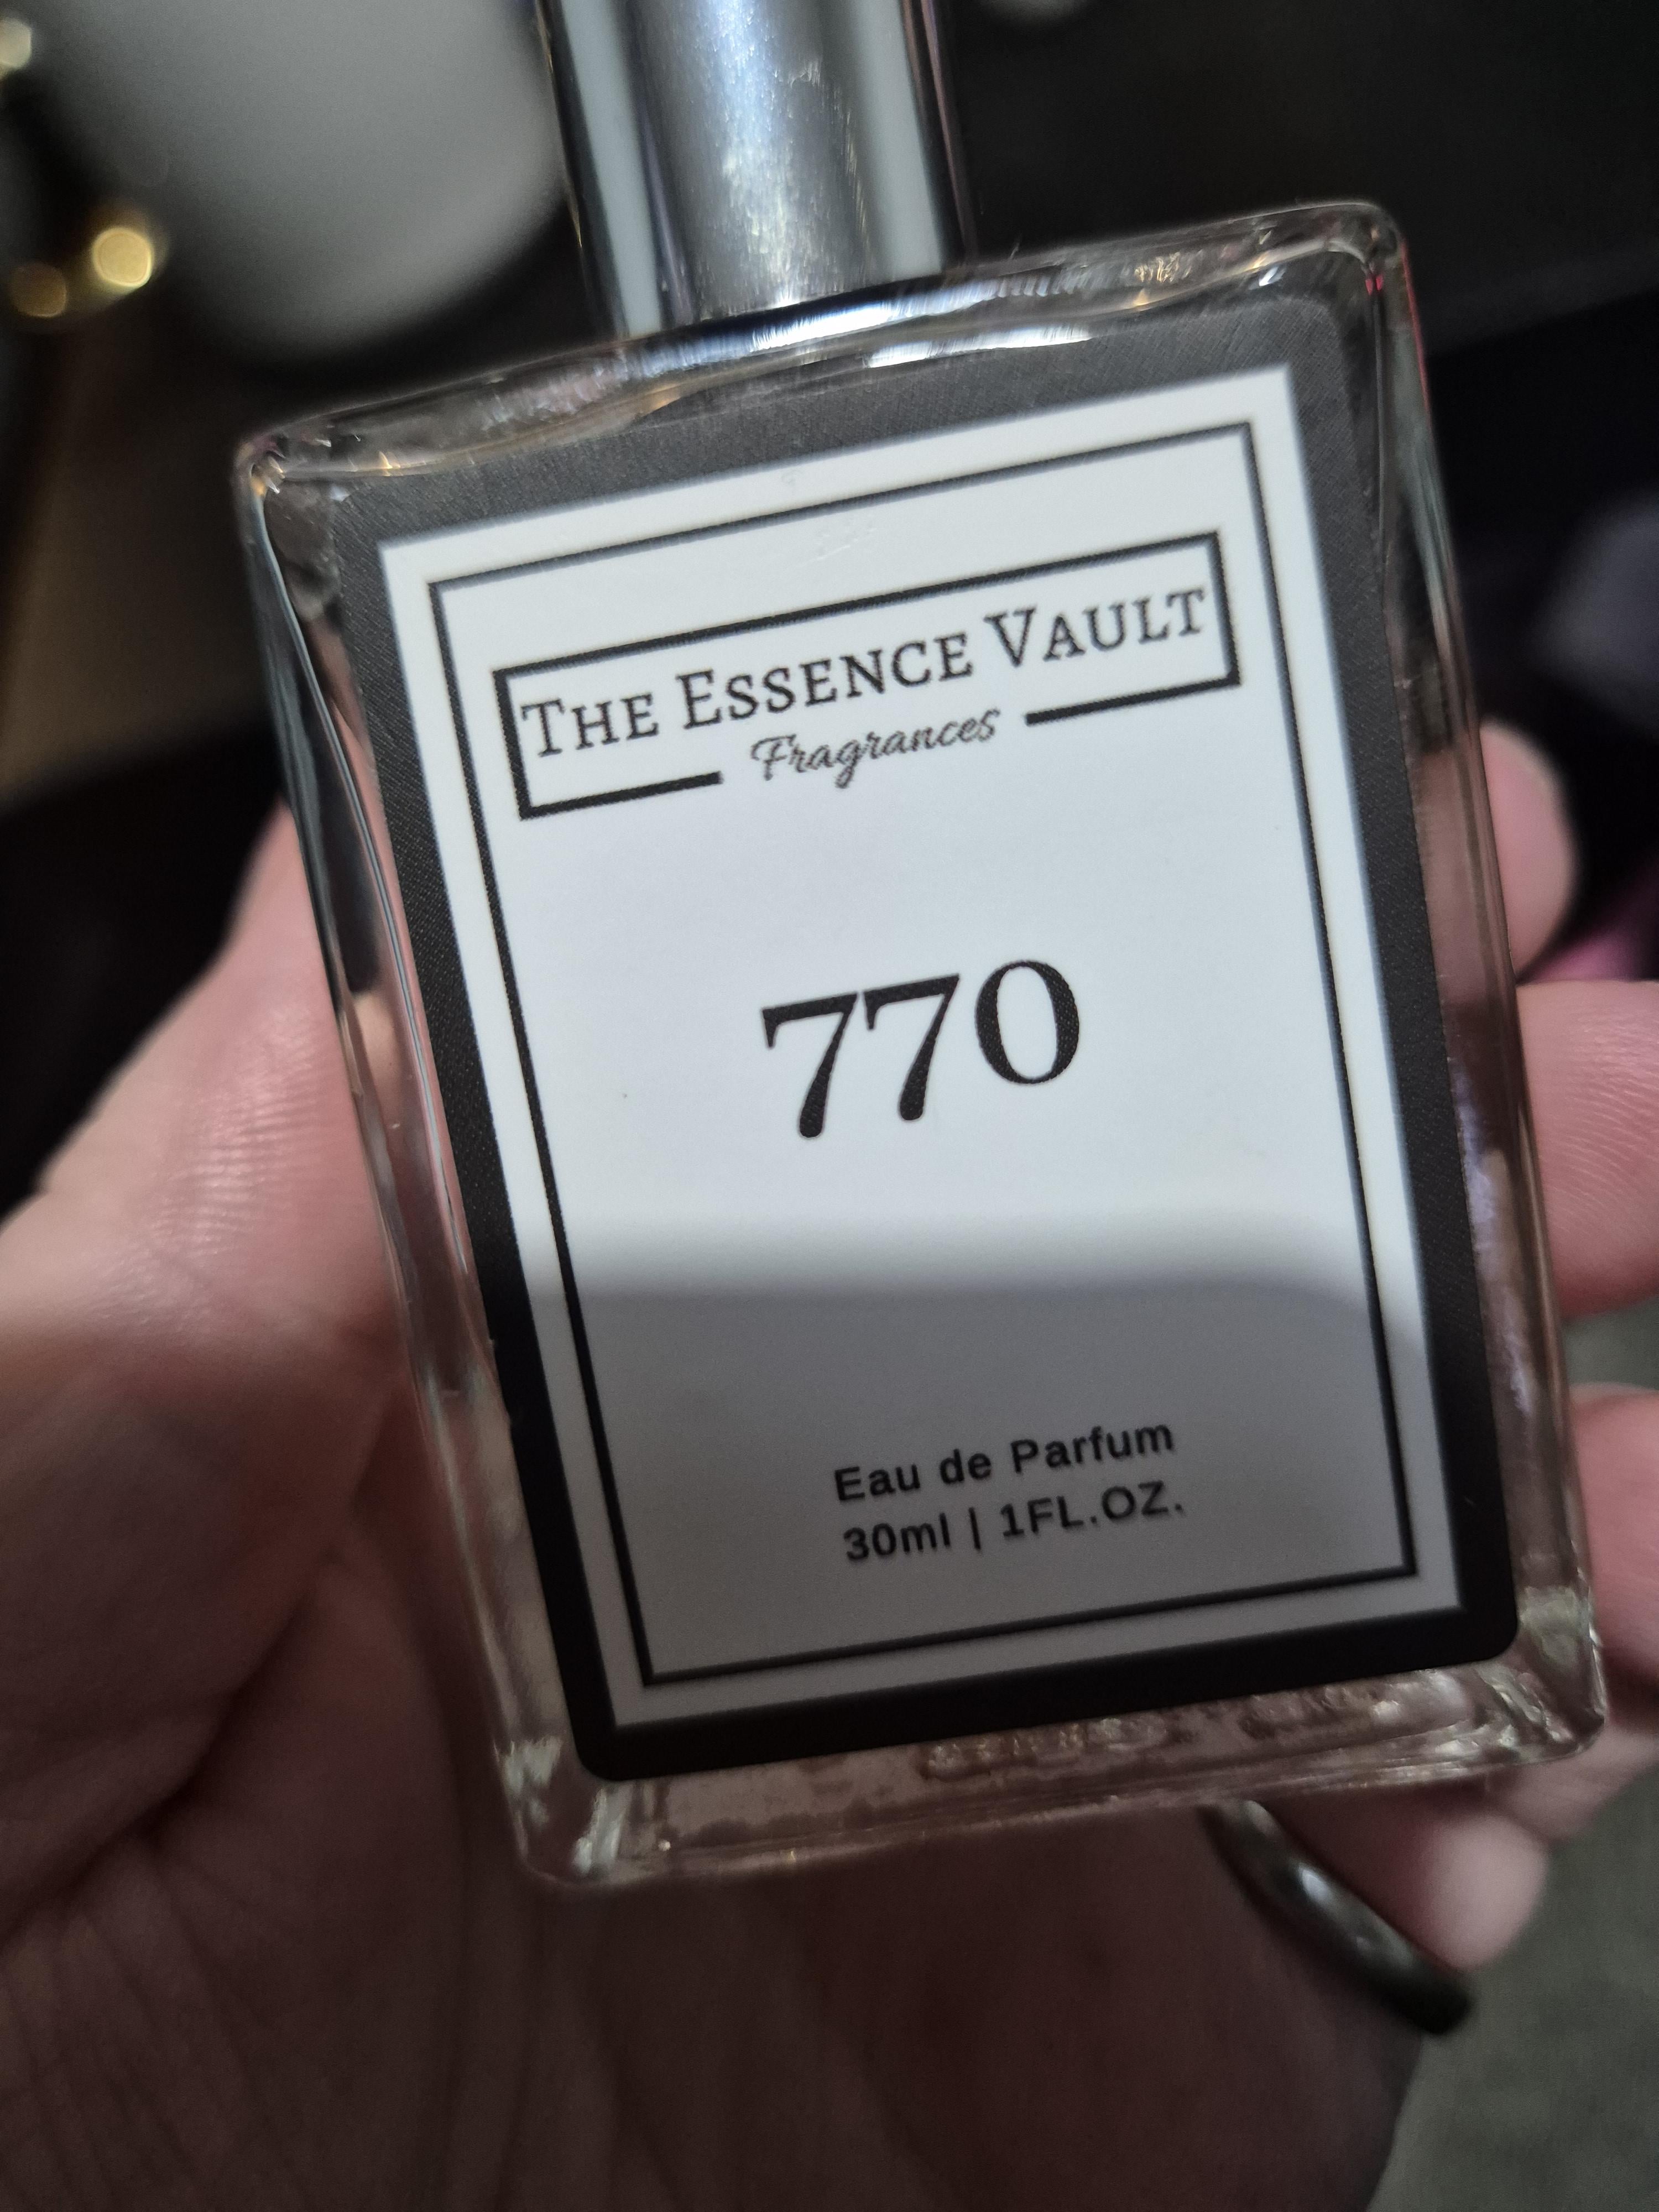 THE ESSENCE VAULT
Fragrances
770
Eau de Parfum
30ml | 1FL.OZ.